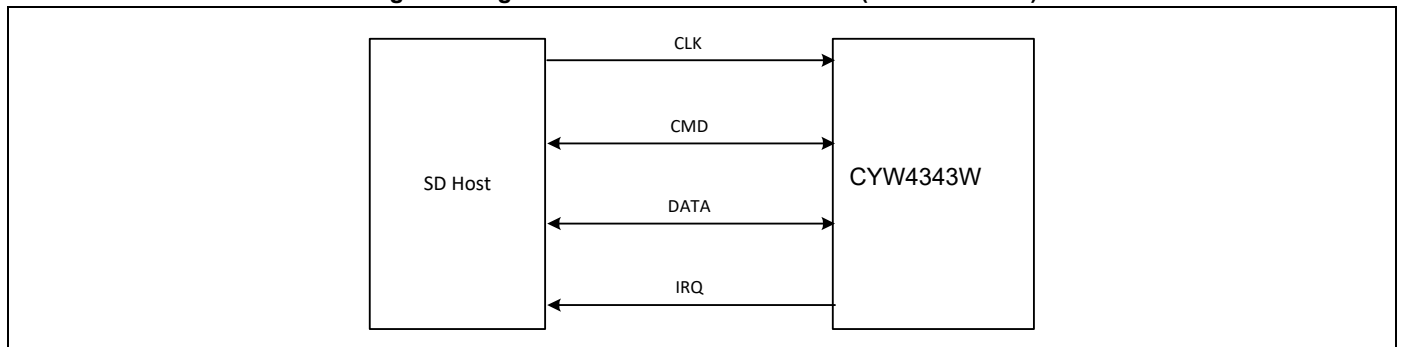 CLK
CMD
SD Host
CYW4343W
DATA
IRQ